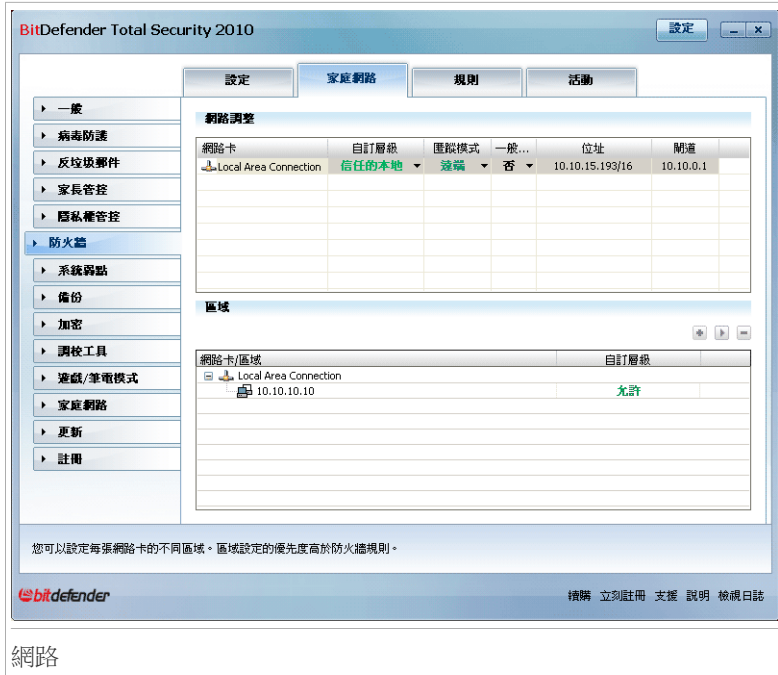 BitDefender Total Security 2010
設定
設定 家庭網路 規則 活動
一般
病毒防護
反垃圾郵件
家長管控
隱私權管控
防火牆
系統弱點
備份
加密
調校工具
遊戲/筆電模式
家庭網路
更新
註冊
網路調整
網路卡 自訂層級 匿蹤模式 一般... 位址 閘道
Local Area Connection 信任的本地 遠端 否 10.10.15.193/16 10.10.0.1
區域
網路卡/區域 自訂層級
Local Area Connection
10.10.10.10 允許
您可以設定每張網路卡的不同區域。區域設定的優先度高於防火牆規則。
bitdefender
續購 立刻註冊 支援 說明 檢視日誌
網路